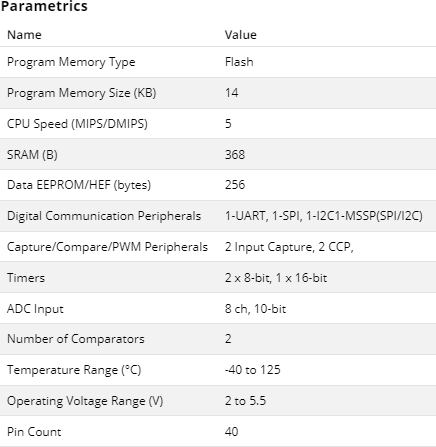 Parametrics
Name Value
Program Memory Type Flash
Program Memory Size (KB) 14
CPU Speed (MIPS/DMIPS) 5
SRAM (B) 368
Data EEPROM/HEF (bytes) 256
Digital Communication Peripherals 1-UART, 1-SPI, 1-I2C1-MSSP(SPI/I2C)
Capture/Compare/PWM Peripherals 2 Input Capture, 2 CCP,
Timers 2 x 8-bit, 1 x 16-bit
ADC Input 8 ch, 10-bit
Number of Comparators 2
Temperature Range (°C) -40 to 125
Operating Voltage Range (V) 2 to 5.5
Pin Count 40